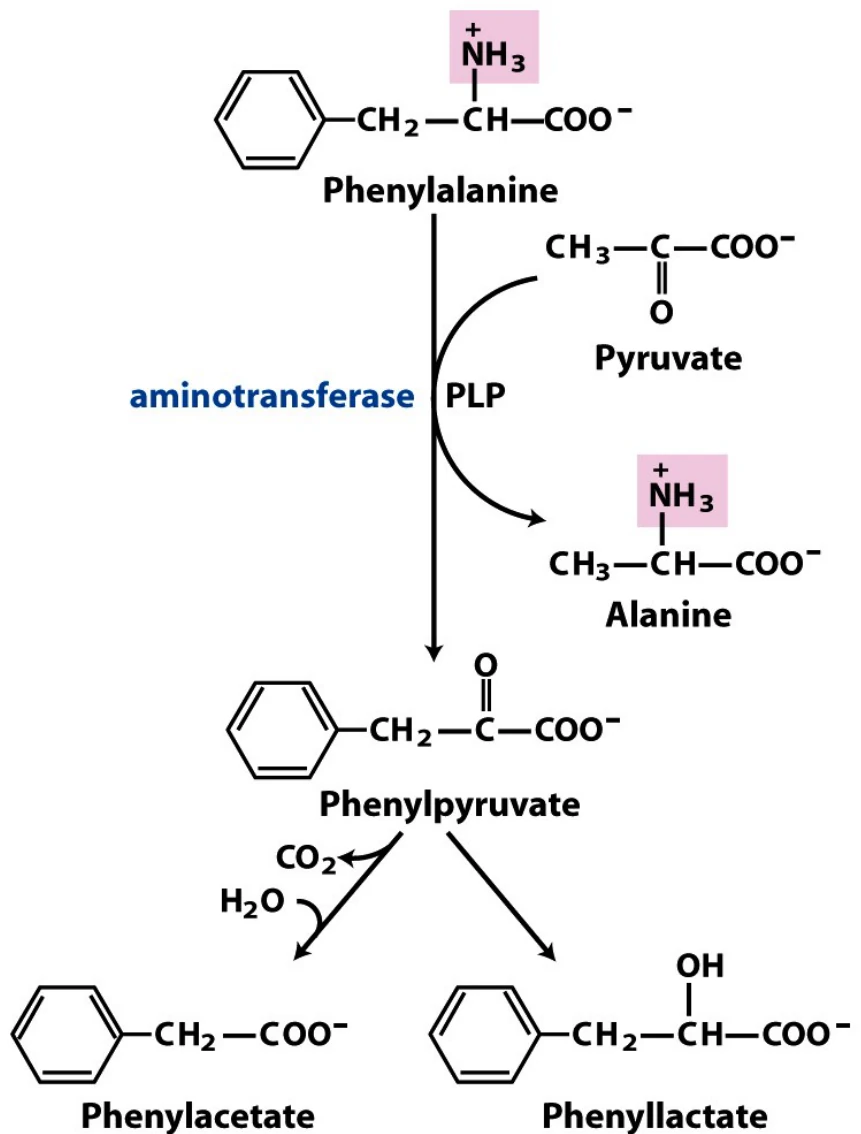 +
NH3
CH2—CH—COO−
Phenylalanine
CH3—C—COO−
O
Pyruvate
aminotransferase PLP
+
NH3
CH3—CH—COO−
Alanine
O
CH2—C—COO−
Phenylpyruvate
CO2
H2O
OH
CH2—COO− CH2—CH—COO−
Phenylacetate Phenyllactate